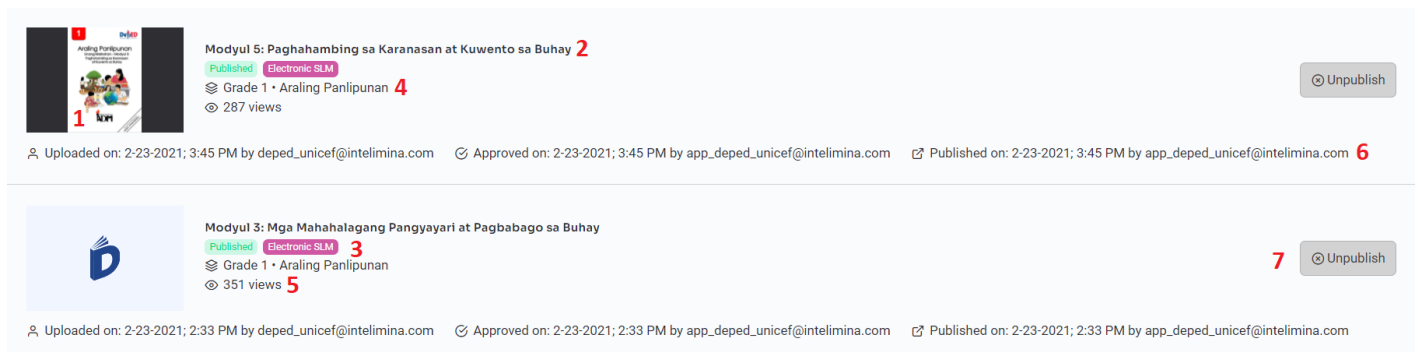 1 DepED
Araling Panlipunan
Modyul 5: Paghahambing sa Karanasan at Kuwento sa Buhay 2
Published Electronic SLM
Grade 1 • Araling Panlipunan 4
287 views
1
ADM
Unpublish
Uploaded on: 2-23-2021; 3:45 PM by deped_unicef@intelimina.com Approved on: 2-23-2021; 3:45 PM by app_deped_unicef@intelimina.com Published on: 2-23-2021; 3:45 PM by app_deped_unicef@intelimina.com 6
Modyul 3: Mga Mahahalagang Pangyayari at Pagbabago sa Buhay
Published Electronic SLM 3
Grade 1 • Araling Panlipunan
351 views 5
7 Unpublish
Uploaded on: 2-23-2021; 2:33 PM by deped_unicef@intelimina.com Approved on: 2-23-2021; 2:33 PM by app_deped_unicef@intelimina.com Published on: 2-23-2021; 2:33 PM by app_deped_unicef@intelimina.com